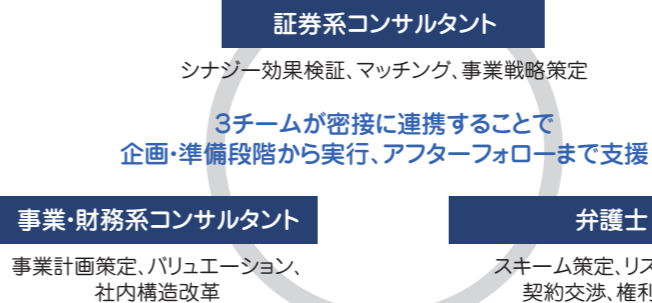 証券系コンサルタント
シナジー効果検証、マッチング、事業戦略策定
3チームが密接に連携することで
企画・準備段階から実行、アフターフォローまで支援
事業・財務系コンサルタント
事業計画策定、バリュエーション、
社内構造改革
弁護士
スキーム策定、リス
契約交渉、権利